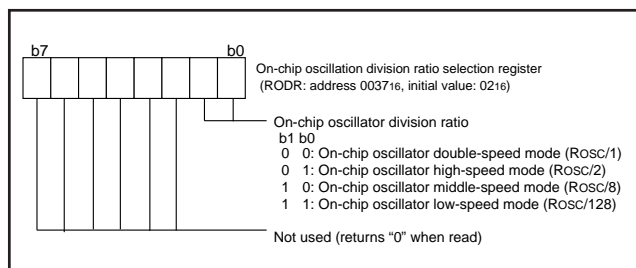 b7 b0
On-chip oscillation division ratio selection register
(RODR: address 003716, initial value: 0216)
On-chip oscillator division ratio
b1 b0
0 0: On-chip oscillator double-speed mode (ROSC/1)
0 1: On-chip oscillator high-speed mode (ROSC/2)
1 0: On-chip oscillator middle-speed mode (ROSC/8)
1 1: On-chip oscillator low-speed mode (ROSC/128)
Not used (returns “0” when read)